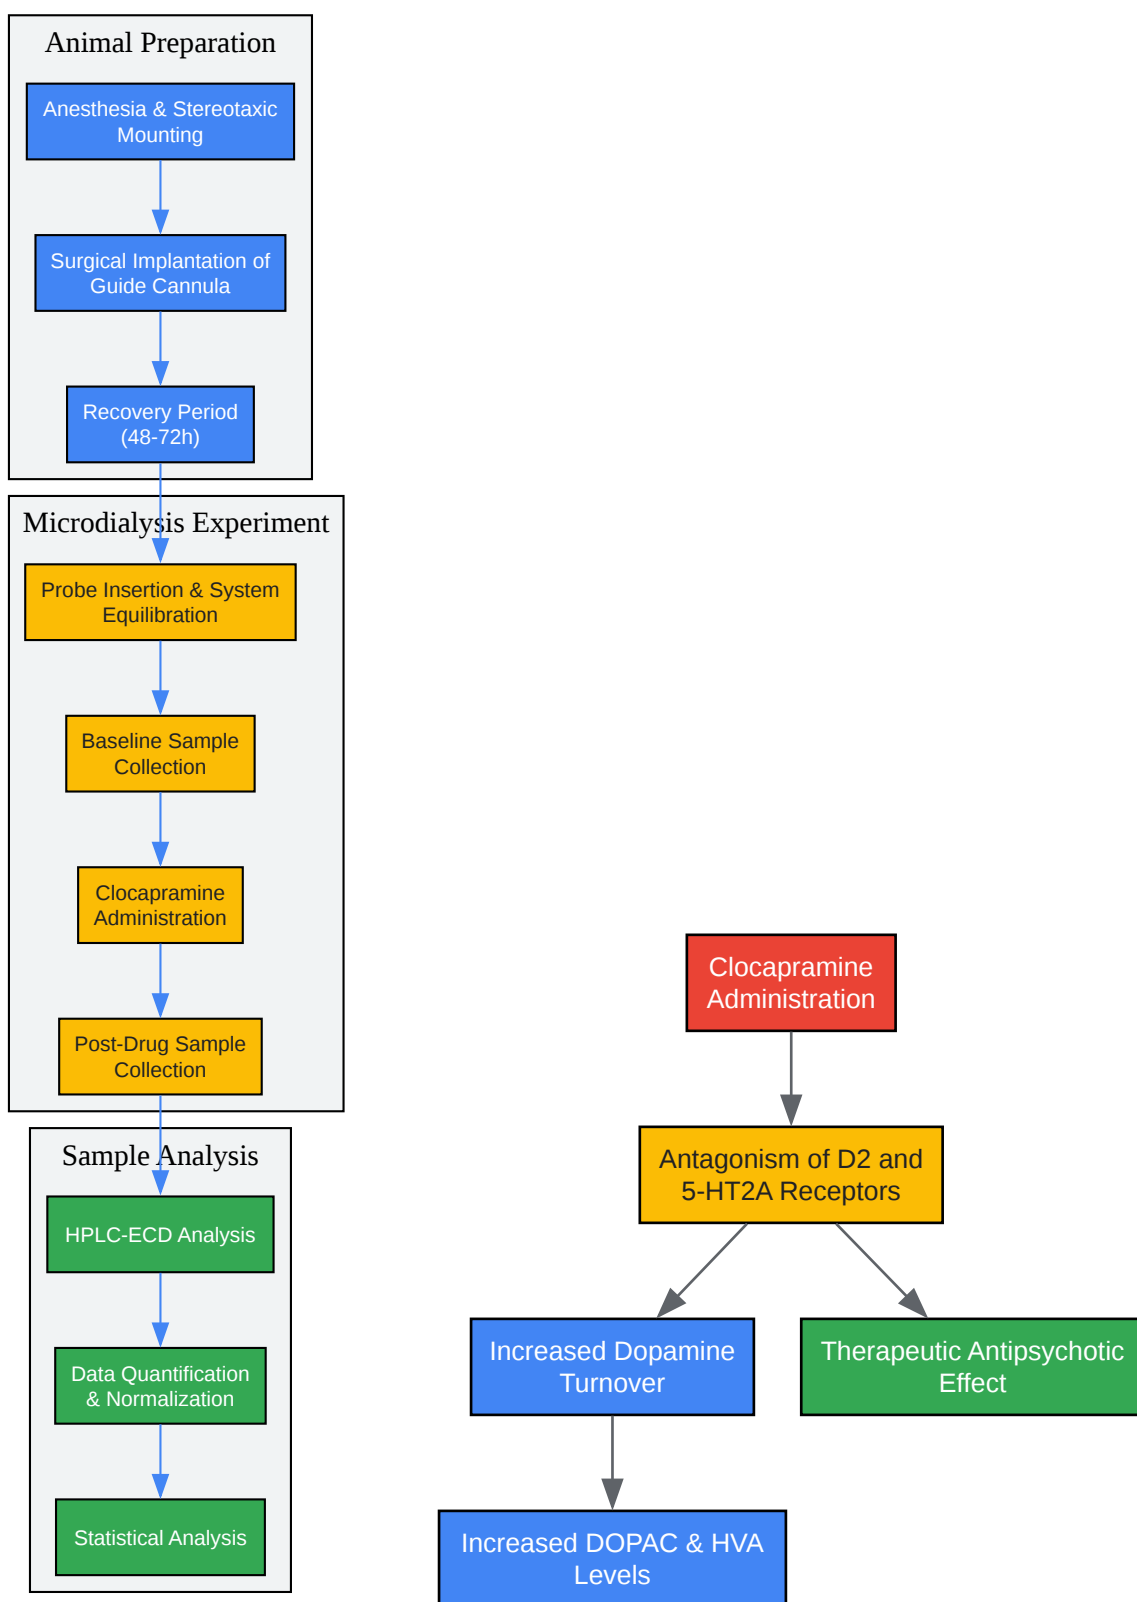 Animal Preparation
Anesthesia & Stereotaxic
Mounting
Surgical Implantation of
Guide Cannula
Recovery Period
(48-72h)
Microdialysis Experiment
Probe Insertion & System
Equilibration
Baseline Sample
Collection
Clocapramine
Administration
Post-Drug Sample
Collection
Sample Analysis
HPLC-ECD Analysis
Data Quantification
& Normalization
Statistical Analysis
Clocapramine
Administration
Antagonism of D2 and
5-HT2A Receptors
Increased Dopamine
Turnover
Therapeutic Antipsychotic
Effect
Increased DOPAC & HVA
Levels